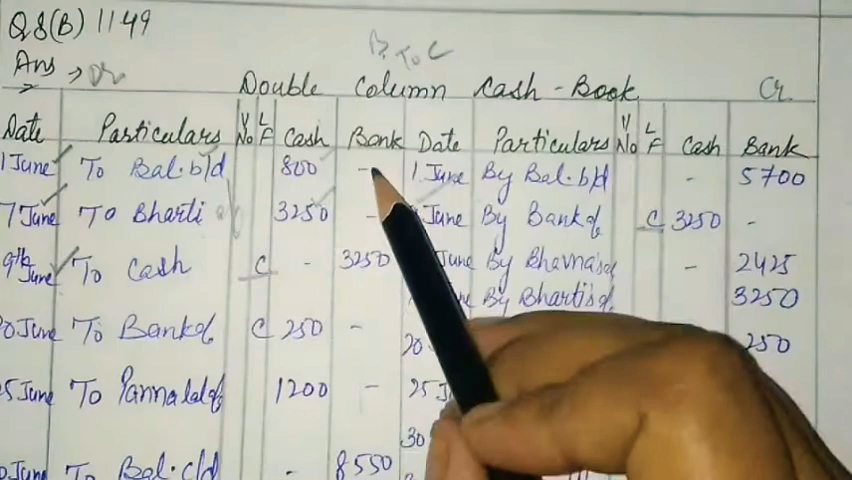 Q8(B) 1149
B To C
Ans → Dr
Double Column Cash-Book Cr
Date Particulars V No L F Cash Bank Date Particulars V No L F Cash Bank
1 June To Bal. b/d 800 - 1 June By Bal. b/d - 5700
7 June To Bharti 3250 - June By Bank C 3250 -
9th June To Cash C - 3250 June By Bhavna - 2425
June By Bharti's 3250
20 June To Bank C 250 - 20 250
25 June To Panna lal 1200 - 25 J
30
June To Bal. c/d - 8550